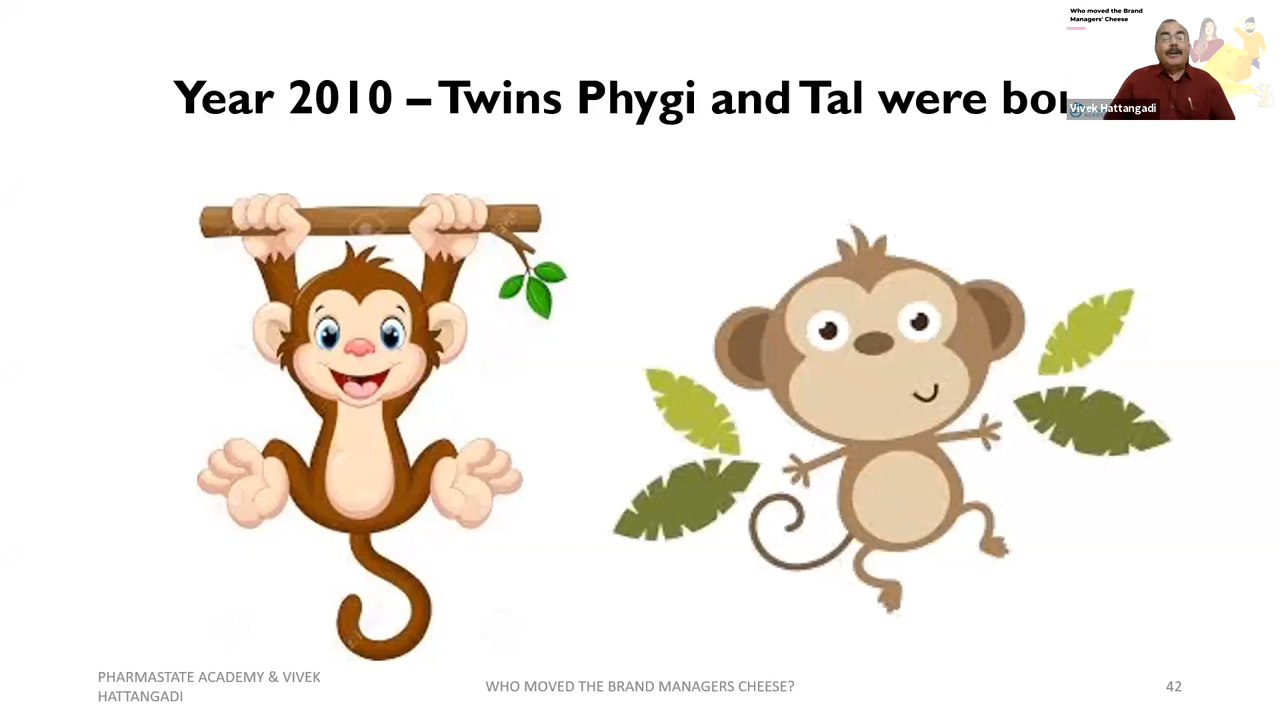 Who moved the Brand
Managers' Cheese
Year 2010 – Twins Phygi and Tal were
Vivek Hattangadi
PHARMASTATE ACADEMY & VIVEK
HATTANGADI
WHO MOVED THE BRAND MANAGERS CHEESE?
42